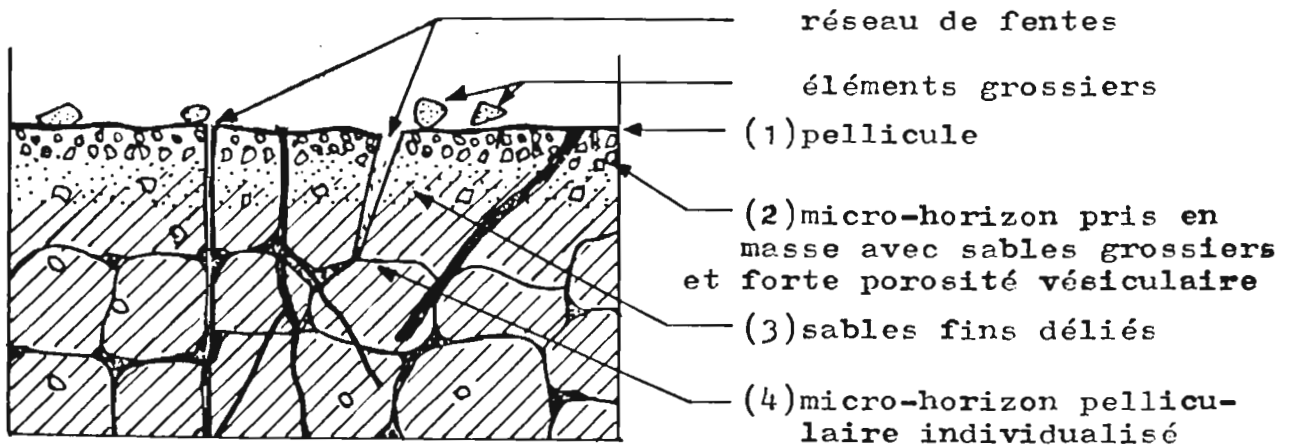 réseau de fentes
éléments grossiers
(1) pellicule
(2) micro-horizon pris en
masse avec sables grossiers
et forte porosité vésiculaire
(3) sables fins déliés
(4) micro-horizon pellicu-
laire individualisé